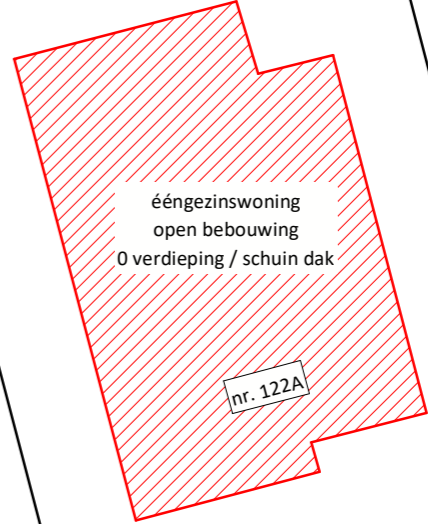 ééngezinswoning
open bebouwing
0 verdieping / schuin dak
nr. 122A